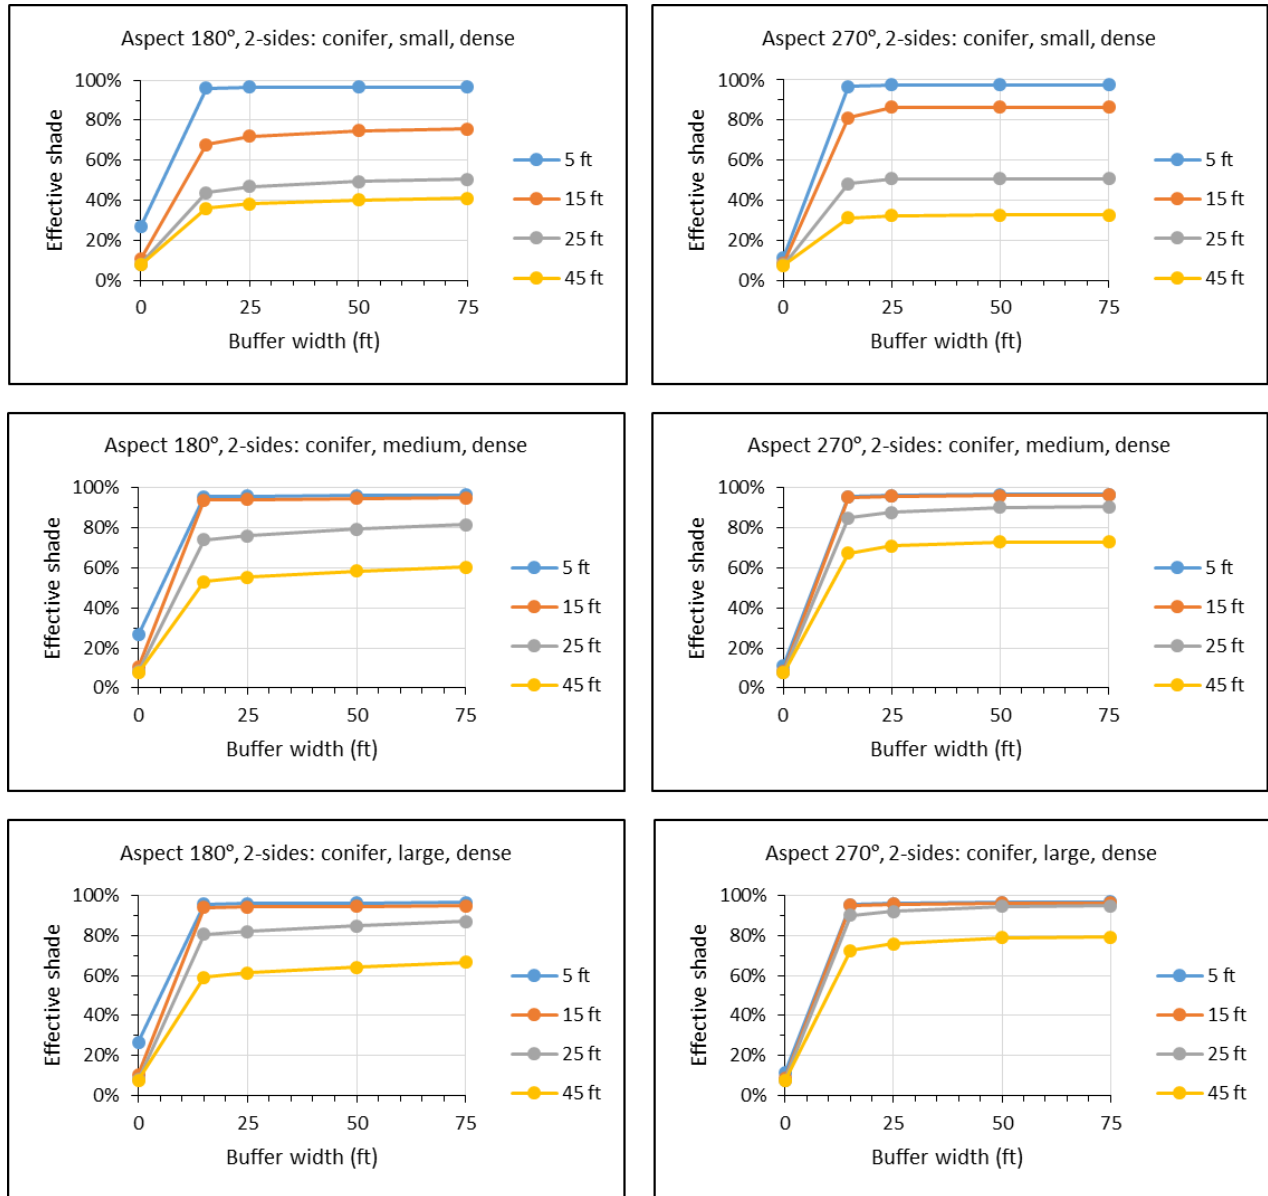 Aspect 180°, 2-sides: conifer, small, dense
100%
80%
60%
40%
20%
0%
Effective shade
0 25 50 75
Buffer width (ft)
5 ft
15 ft
25 ft
45 ft
Aspect 270°, 2-sides: conifer, small, dense
100%
80%
60%
40%
20%
0%
Effective shade
0 25 50 75
Buffer width (ft)
5 ft
15 ft
25 ft
45 ft
Aspect 180°, 2-sides: conifer, medium, dense
100%
80%
60%
40%
20%
0%
Effective shade
0 25 50 75
Buffer width (ft)
5 ft
15 ft
25 ft
45 ft
Aspect 270°, 2-sides: conifer, medium, dense
100%
80%
60%
40%
20%
0%
Effective shade
0 25 50 75
Buffer width (ft)
5 ft
15 ft
25 ft
45 ft
Aspect 180°, 2-sides: conifer, large, dense
100%
80%
60%
40%
20%
0%
Effective shade
0 25 50 75
Buffer width (ft)
5 ft
15 ft
25 ft
45 ft
Aspect 270°, 2-sides: conifer, large, dense
100%
80%
60%
40%
20%
0%
Effective shade
0 25 50 75
Buffer width (ft)
5 ft
15 ft
25 ft
45 ft